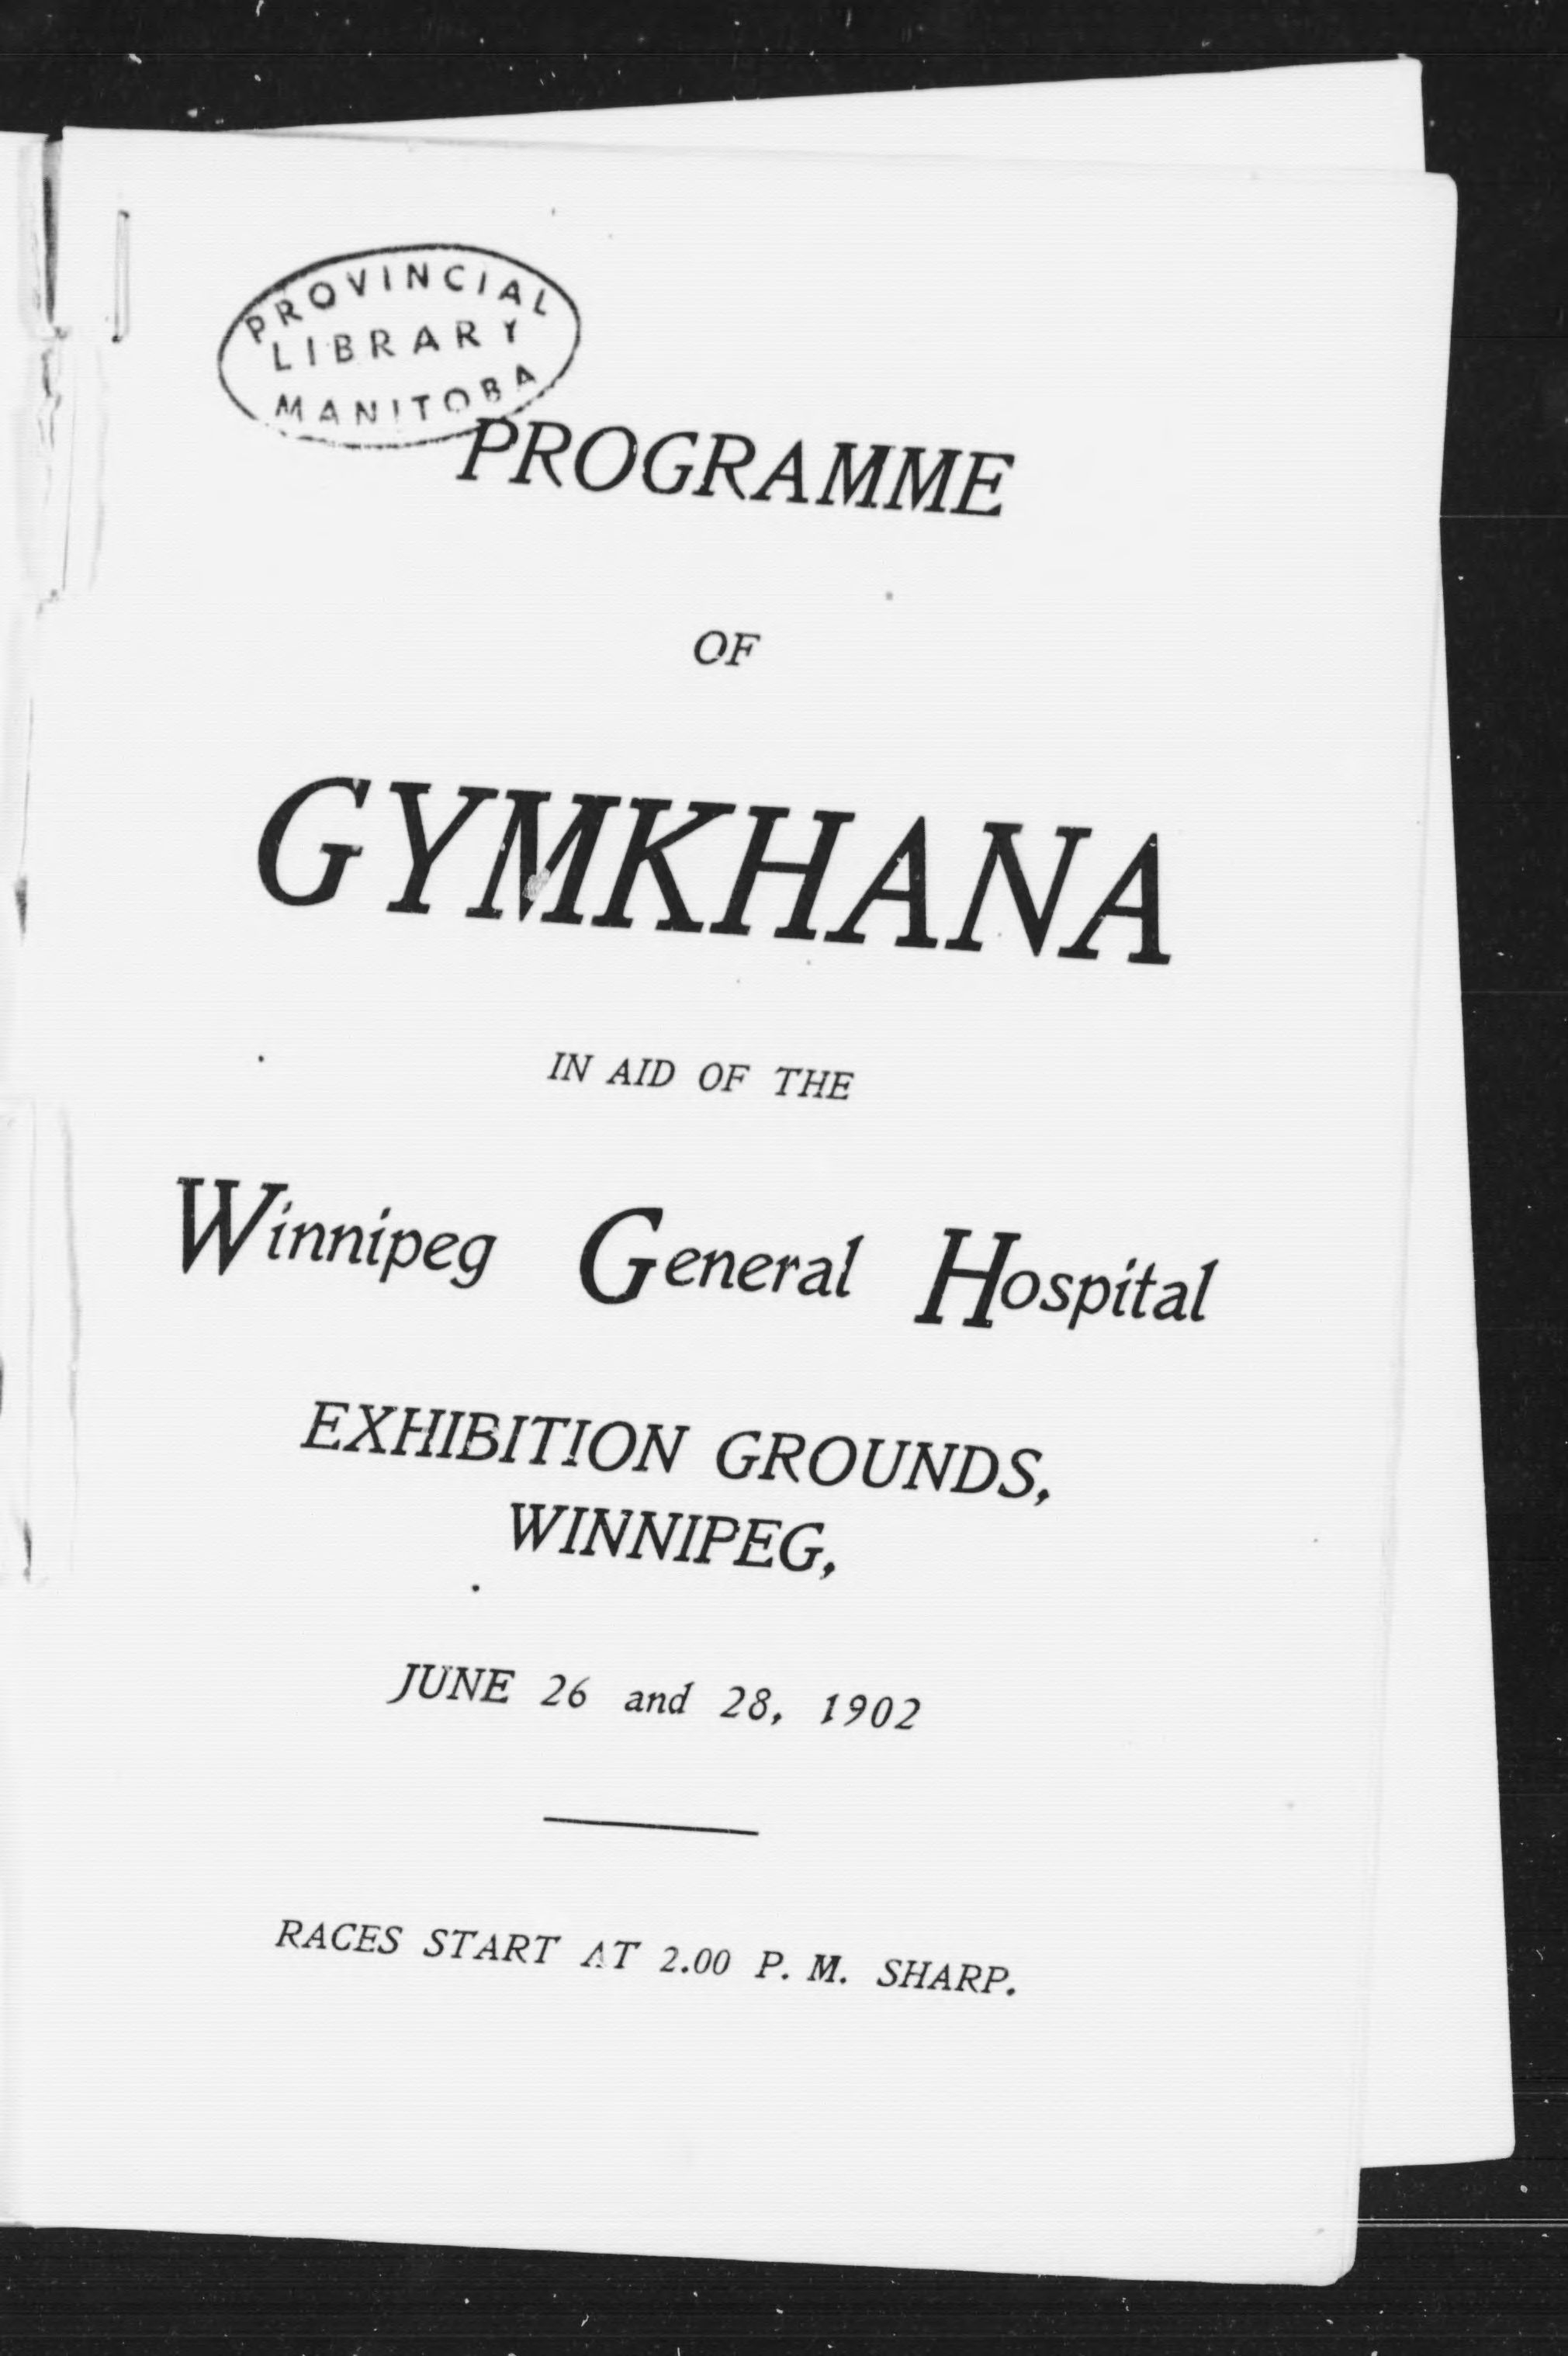 PROVINCIAL
LIBRARY
MANITOBA
PROGRAMME
OF
GYMKHANA
IN AID OF THE
Winnipeg General Hospital
EXHIBITION GROUNDS,
WINNIPEG,
JUNE 26 and 28, 1902
RACES START AT 2.00 P. M. SHARP.